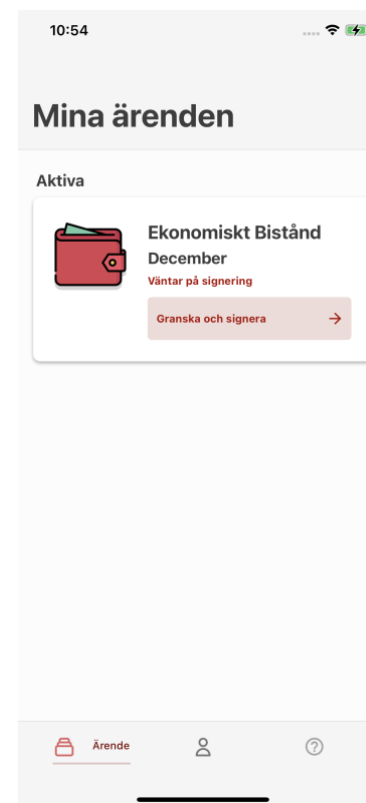 10:54
Mina ärenden
Aktiva
Ekonomiskt Bistånd
December
Väntar på signering
Granska och signera
Ärende
?